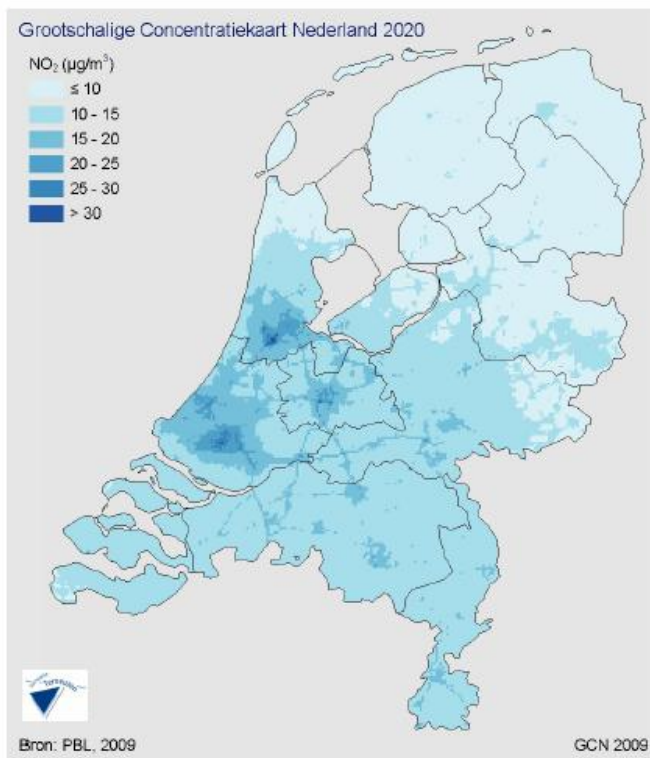 Grootschalige Concentratiekaart Nederland 2020
NO₂ (µg/m³)
≤ 10
10 - 15
15 - 20
20 - 25
25 - 30
> 30
Bron: PBL, 2009
GCN 2009